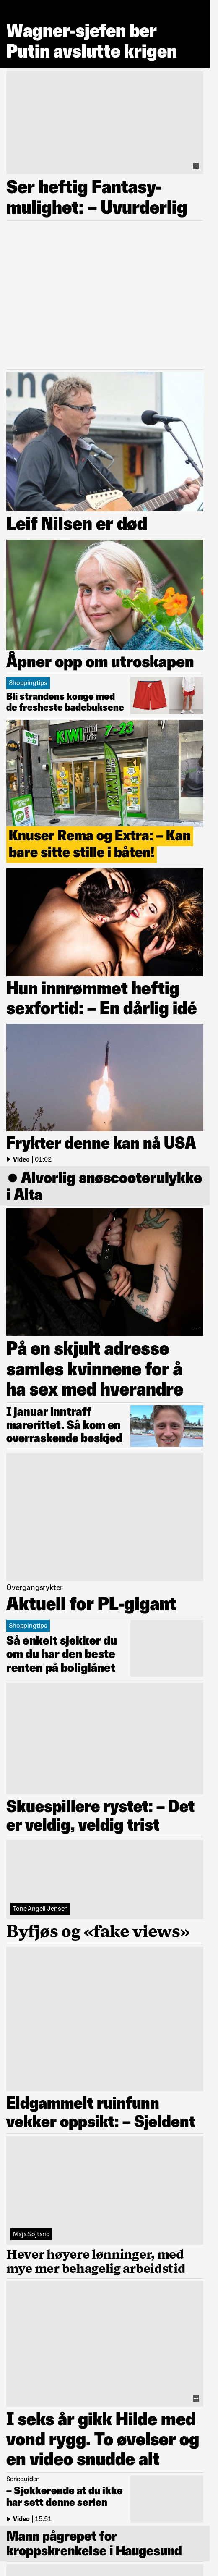 Wagner-sjefen ber
Putin avslutte krigen
Ser heftig Fantasy-
mulighet: – Uvurderlig
.no
Leif Nilsen er død
Åpner opp om utroskapen
Shoppingtips
Bli strandens konge med
de fresheste badebuksene
KIWI 7-23
Knuser Rema og Extra: – Kan
bare sitte stille i båten!
Hun innrømmet heftig
sexfortid: – En dårlig idé
Frykter denne kan nå USA
Video | 01:02
● Alvorlig snøscooterulykke
i Alta
På en skjult adresse
samles kvinnene for å
ha sex med hverandre
I januar inntraff
marerittet. Så kom en
overraskende beskjed
Overgangsrykter
Aktuell for PL-gigant
Shoppingtips
Så enkelt sjekker du
om du har den beste
renten på boliglånet
Skuespillere rystet: – Det
er veldig, veldig trist
Tone Angell Jensen
Byfjøs og «fake views»
Eldgammelt ruinfunn
vekker oppsikt: – Sjeldent
Maja Sojtaric
Hever høyere lønninger, med
mye mer behagelig arbeidstid
I seks år gikk Hilde med
vond rygg. To øvelser og
en video snudde alt
Serieguiden
– Sjokkerende at du ikke
har sett denne serien
Video | 15:51
Mann pågrepet for
kroppskrenkelse i Haugesund